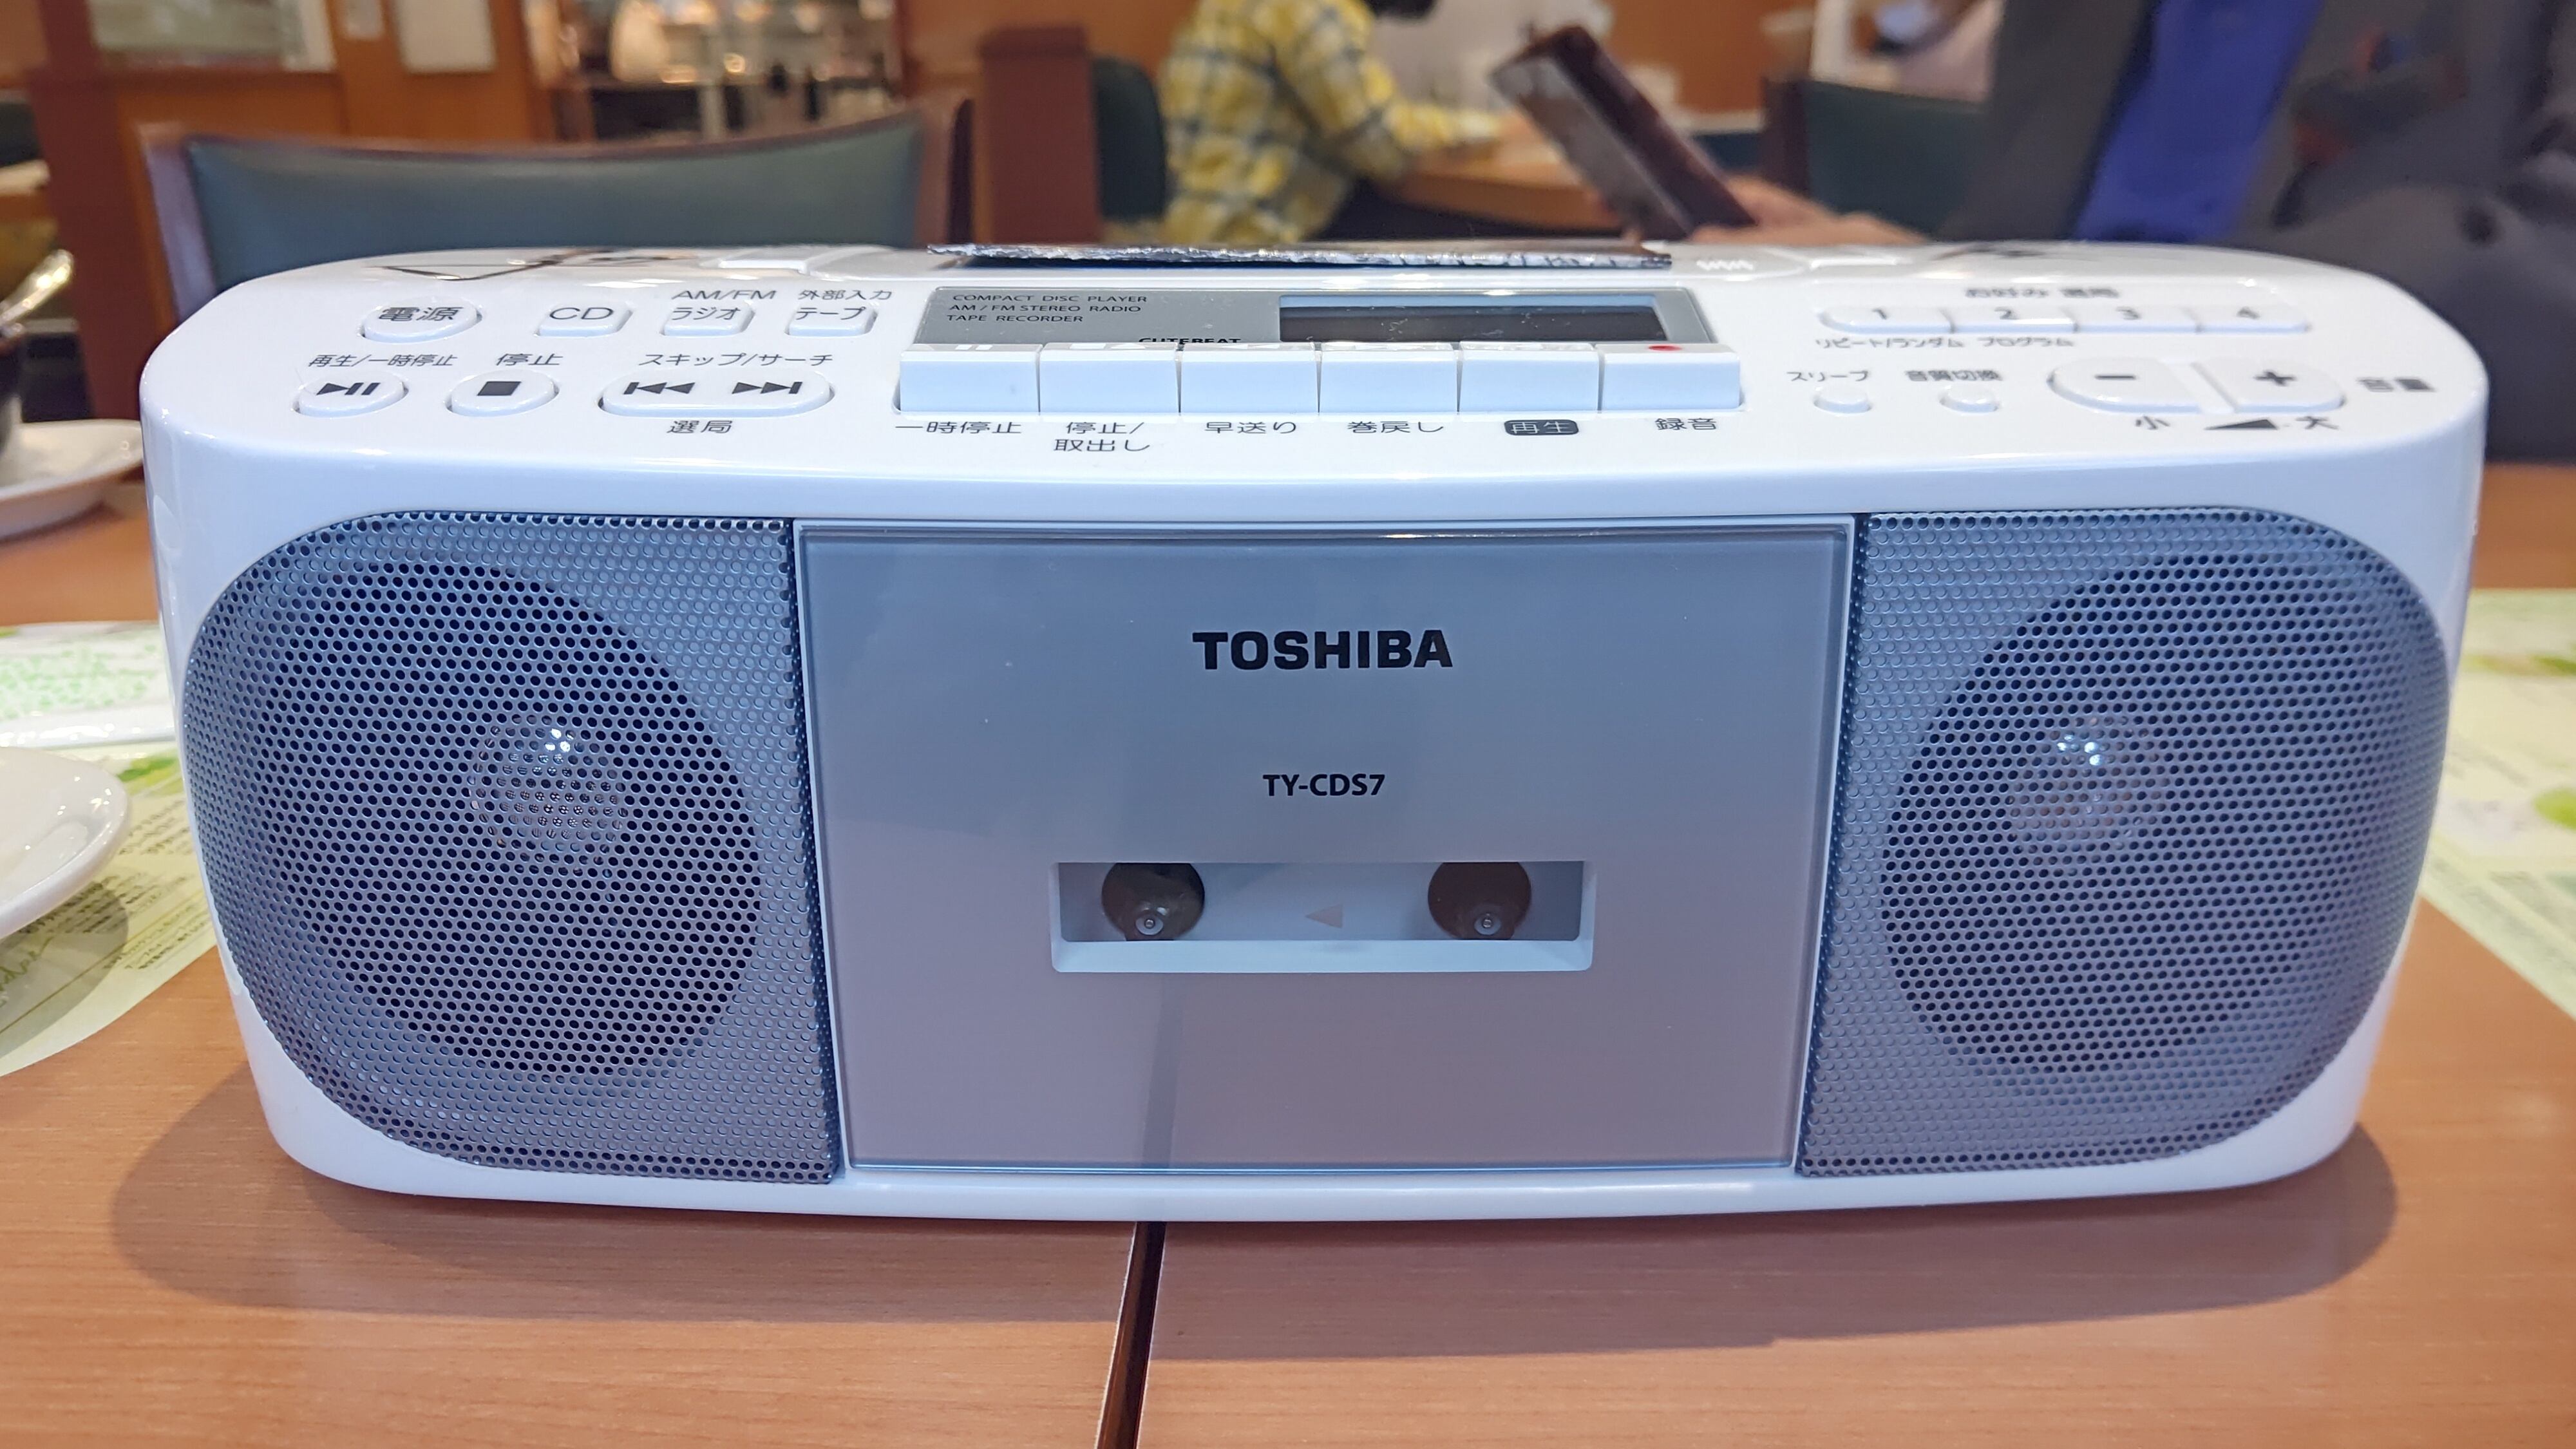 電源
CD
AM/FM
ラジオ
外部入力
テープ
再生/一時停止
停止
スキップ/サーチ
選局
COMPACT DISC PLAYER
AM/FM STEREO RADIO
TAPE RECORDER
CUTEBEAT
一時停止
停止/
取出し
早送り
巻戻し
再生
録音
お好み選局
1 2 3 4
リピート/ランダム プログラム
スリープ
音質切換
- +
音量
小 大
TOSHIBA
TY-CDS7